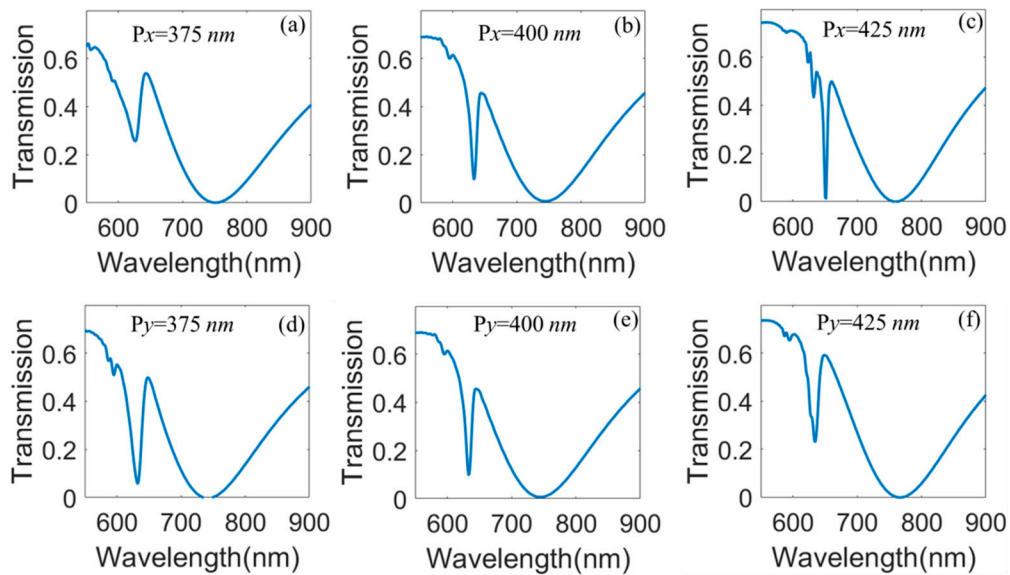 Px=375 nm
(a)
Transmission
0.6
0.4
0.2
0
600
700
800
900
Wavelength(nm)
Px=400 nm
(b)
Transmission
0.6
0.4
0.2
0
600
700
800
900
Wavelength(nm)
Px=425 nm
(c)
Transmission
0.6
0.4
0.2
0
600
700
800
900
Wavelength(nm)
Py=375 nm
(d)
Transmission
0.6
0.4
0.2
0
600
700
800
900
Wavelength(nm)
Py=400 nm
(e)
Transmission
0.6
0.4
0.2
0
600
700
800
900
Wavelength(nm)
Py=425 nm
(f)
Transmission
0.6
0.4
0.2
0
600
700
800
900
Wavelength(nm)